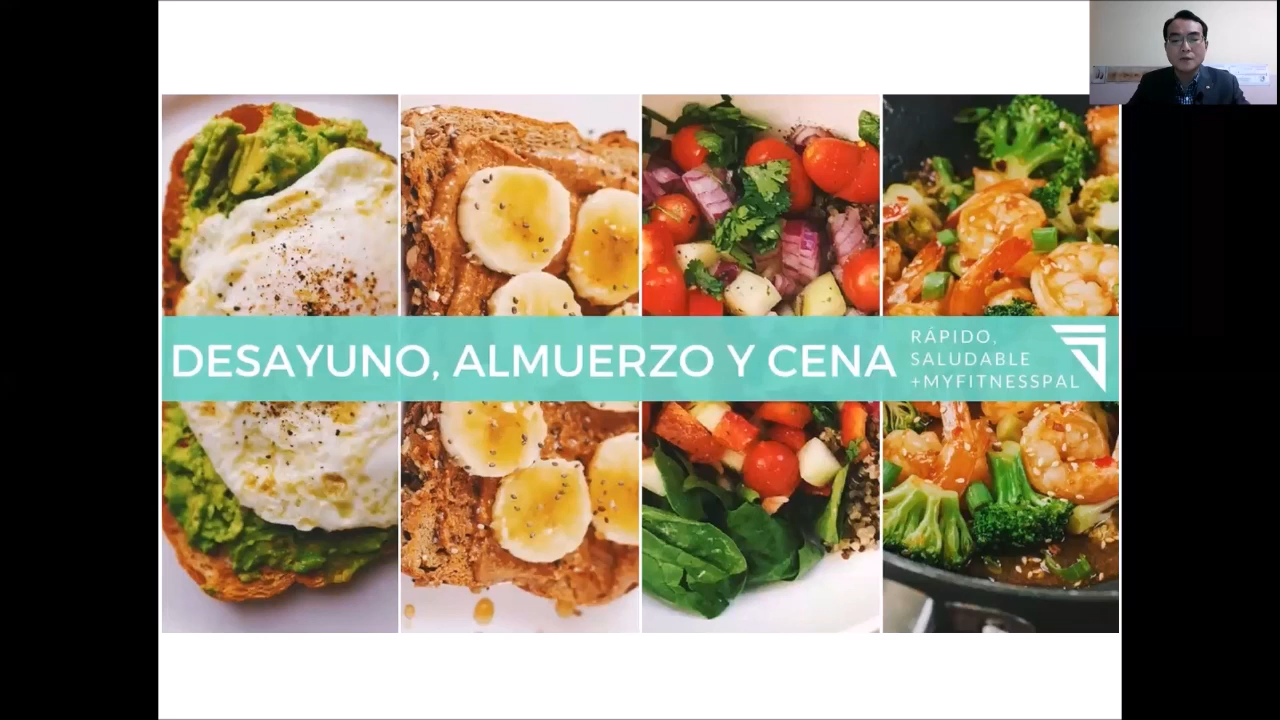 DESAYUNO, ALMUERZO Y CENA
RÁPIDO,
SALUDABLE
+MYFITNESSPAL